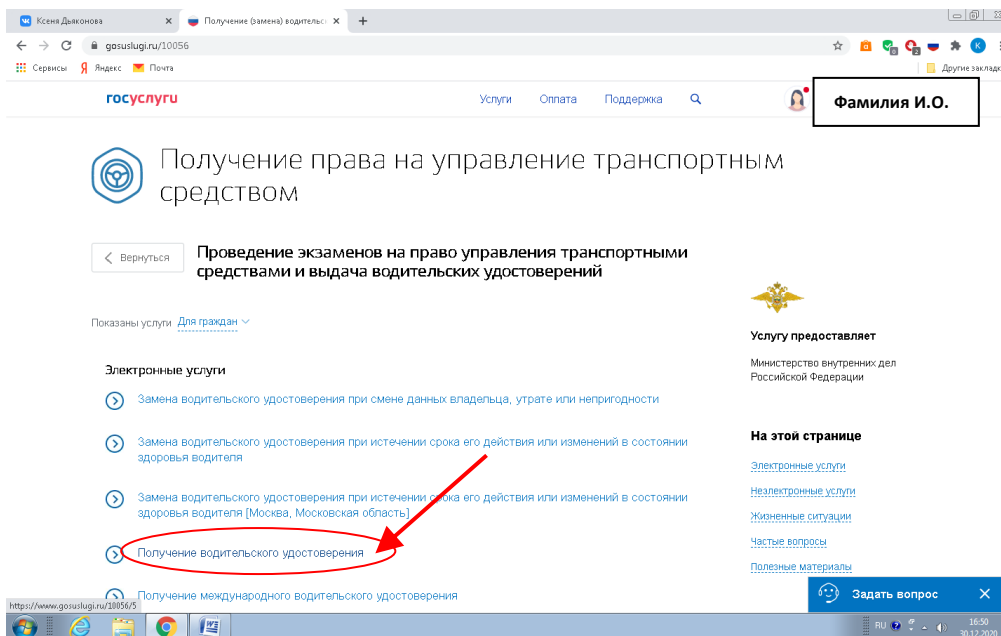 Ксеня Дьяконова
Получение (замена) водительс
gosuslugi.ru/10056
Сервисы Яндекс Почта
Другие заклад
госуслуги Услуги Оплата Поддержка
Фамилия И.О.
Получение права на управление транспортным
средством
Вернуться
Проведение экзаменов на право управления транспортными
средствами и выдача водительских удостоверений
Показаны услуги Для граждан
Электронные услуги
Замена водительского удостоверения при смене данных владельца, утрате или непригодности
Замена водительского удостоверения при истечении срока его действия или изменений в состоянии
здоровья водителя
Замена водительского удостоверения при истечении срока его действия или изменений в состоянии
здоровья водителя [Москва, Московская область]
Получение водительского удостоверения
Получение международного водительского удостоверения
Услугу предоставляет
Министерство внутренних дел
Российской Федерации
На этой странице
Электронные услуги
Неэлектронные услуги
Жизненные ситуации
Частые вопросы
Полезные материалы
Задать вопрос
https://www.gosuslugi.ru/10056/5
RU
16:50
30.12.2020